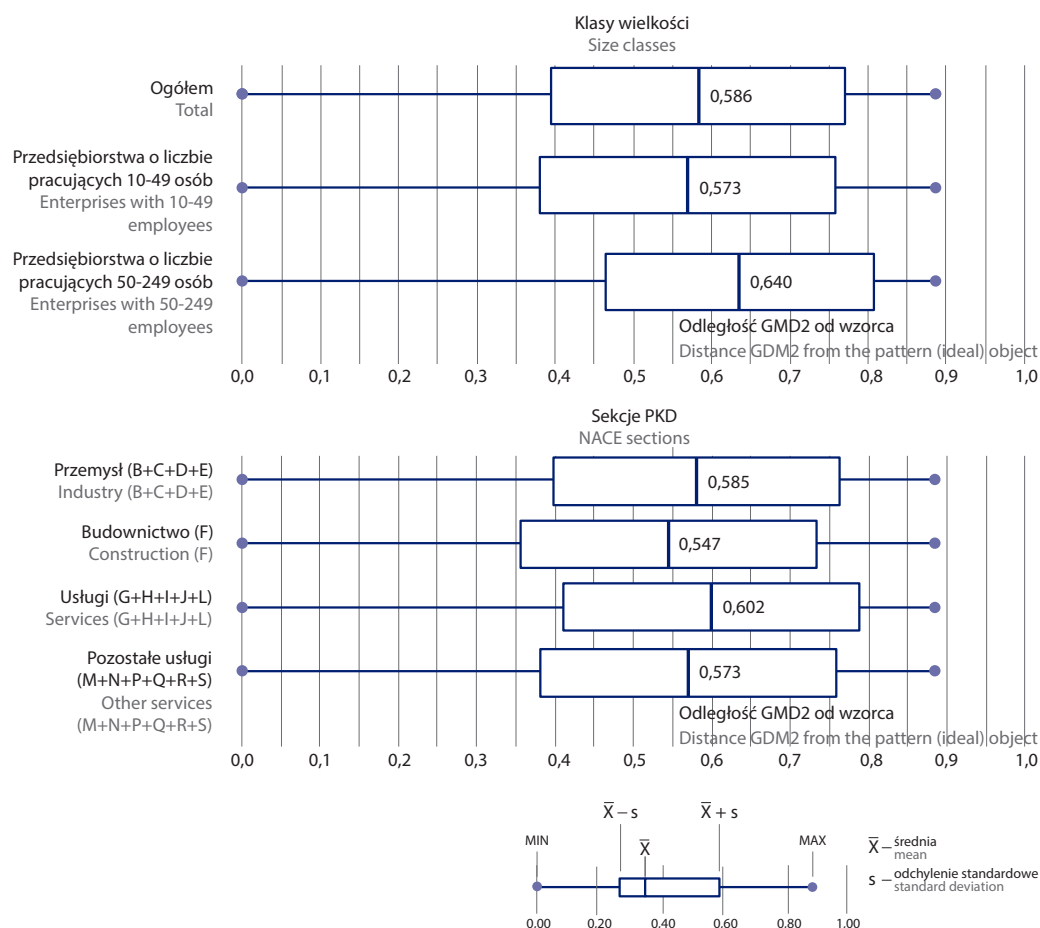 Klasy wielkości
Size classes
Ogółem
Total
0,586
Przedsiębiorstwa o liczbie
pracujących 10-49 osób
Enterprises with 10-49
employees
0,573
Przedsiębiorstwa o liczbie
pracujących 50-249 osób
Enterprises with 50-249
employees
0,640
Odległość GMD2 od wzorca
Distance GDM2 from the pattern (ideal) object
0,0 0,1 0,2 0,3 0,4 0,5 0,6 0,7 0,8 0,9 1,0
Sekcje PKD
NACE sections
Przemysł (B+C+D+E)
Industry (B+C+D+E)
0,585
Budownictwo (F)
Construction (F)
0,547
Usługi (G+H+I+J+L)
Services (G+H+I+J+L)
0,602
Pozostałe usługi
(M+N+P+Q+R+S)
Other services
(M+N+P+Q+R+S)
0,573
Odległość GMD2 od wzorca
Distance GDM2 from the pattern (ideal) object
0,0 0,1 0,2 0,3 0,4 0,5 0,6 0,7 0,8 0,9 1,0
X̅ – s X̅ + s
MIN X̅ MAX
X̅ – średnia
mean
s – odchylenie standardowe
standard deviation
0.00 0.20 0.40 0.60 0.80 1.00